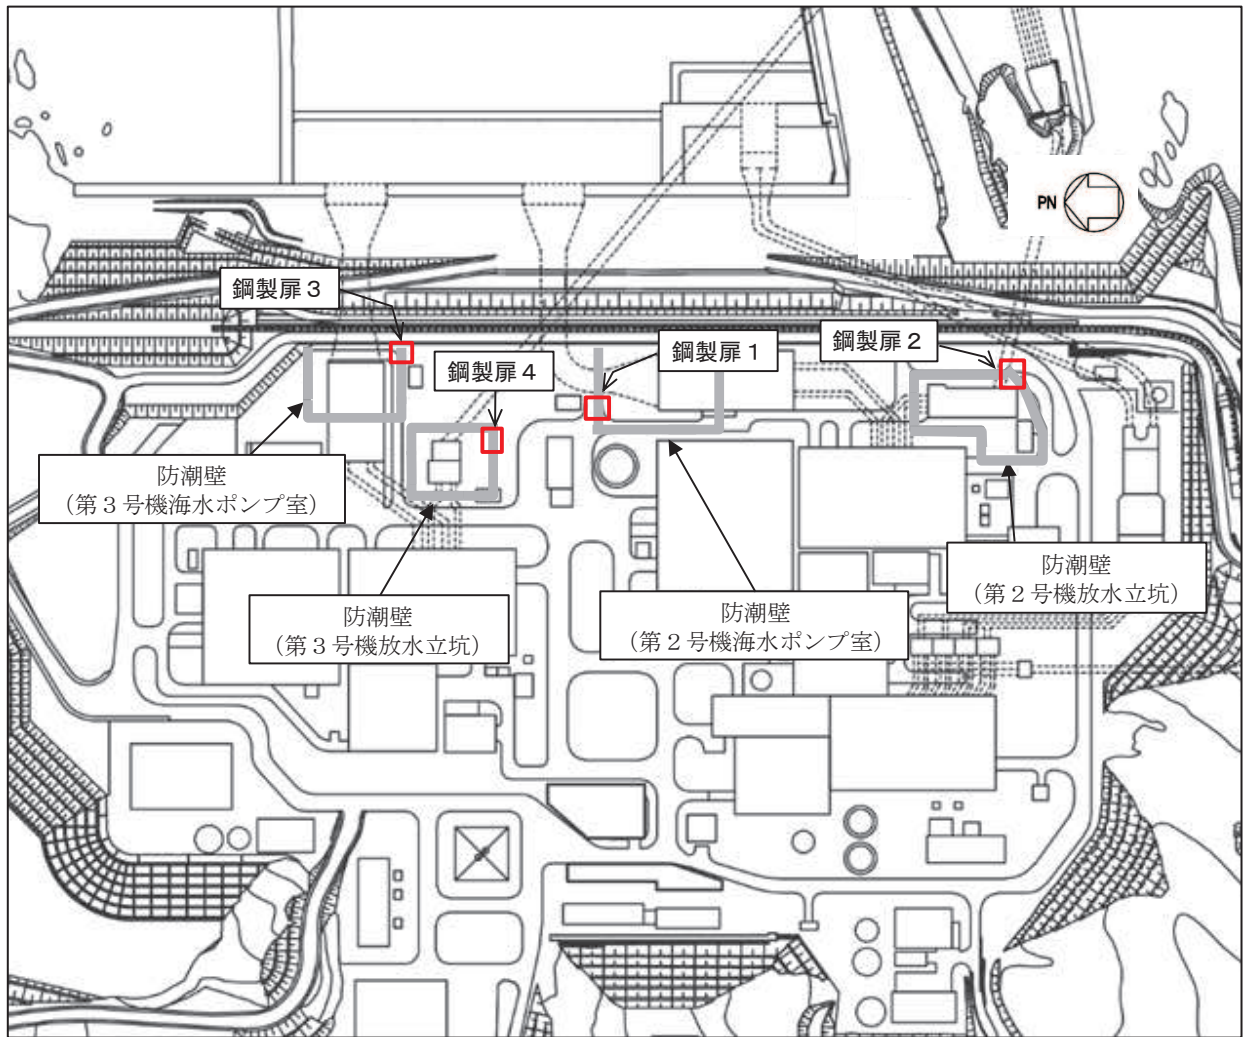 PN
鋼製扉３
鋼製扉４
鋼製扉１
鋼製扉２
防潮壁
（第３号機海水ポンプ室）
防潮壁
（第３号機放水立坑）
防潮壁
（第２号機海水ポンプ室）
防潮壁
（第２号機放水立坑）